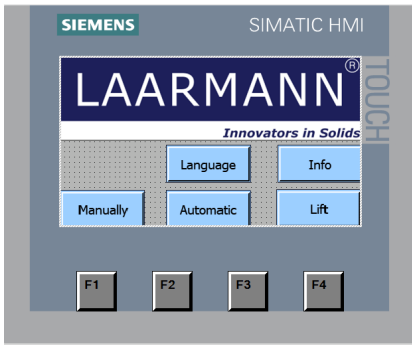 SIEMENS SIMATIC HMI
TOUCH
LAARMANN®
Innovators in Solids
Language Info
Manually Automatic Lift
F1 F2 F3 F4